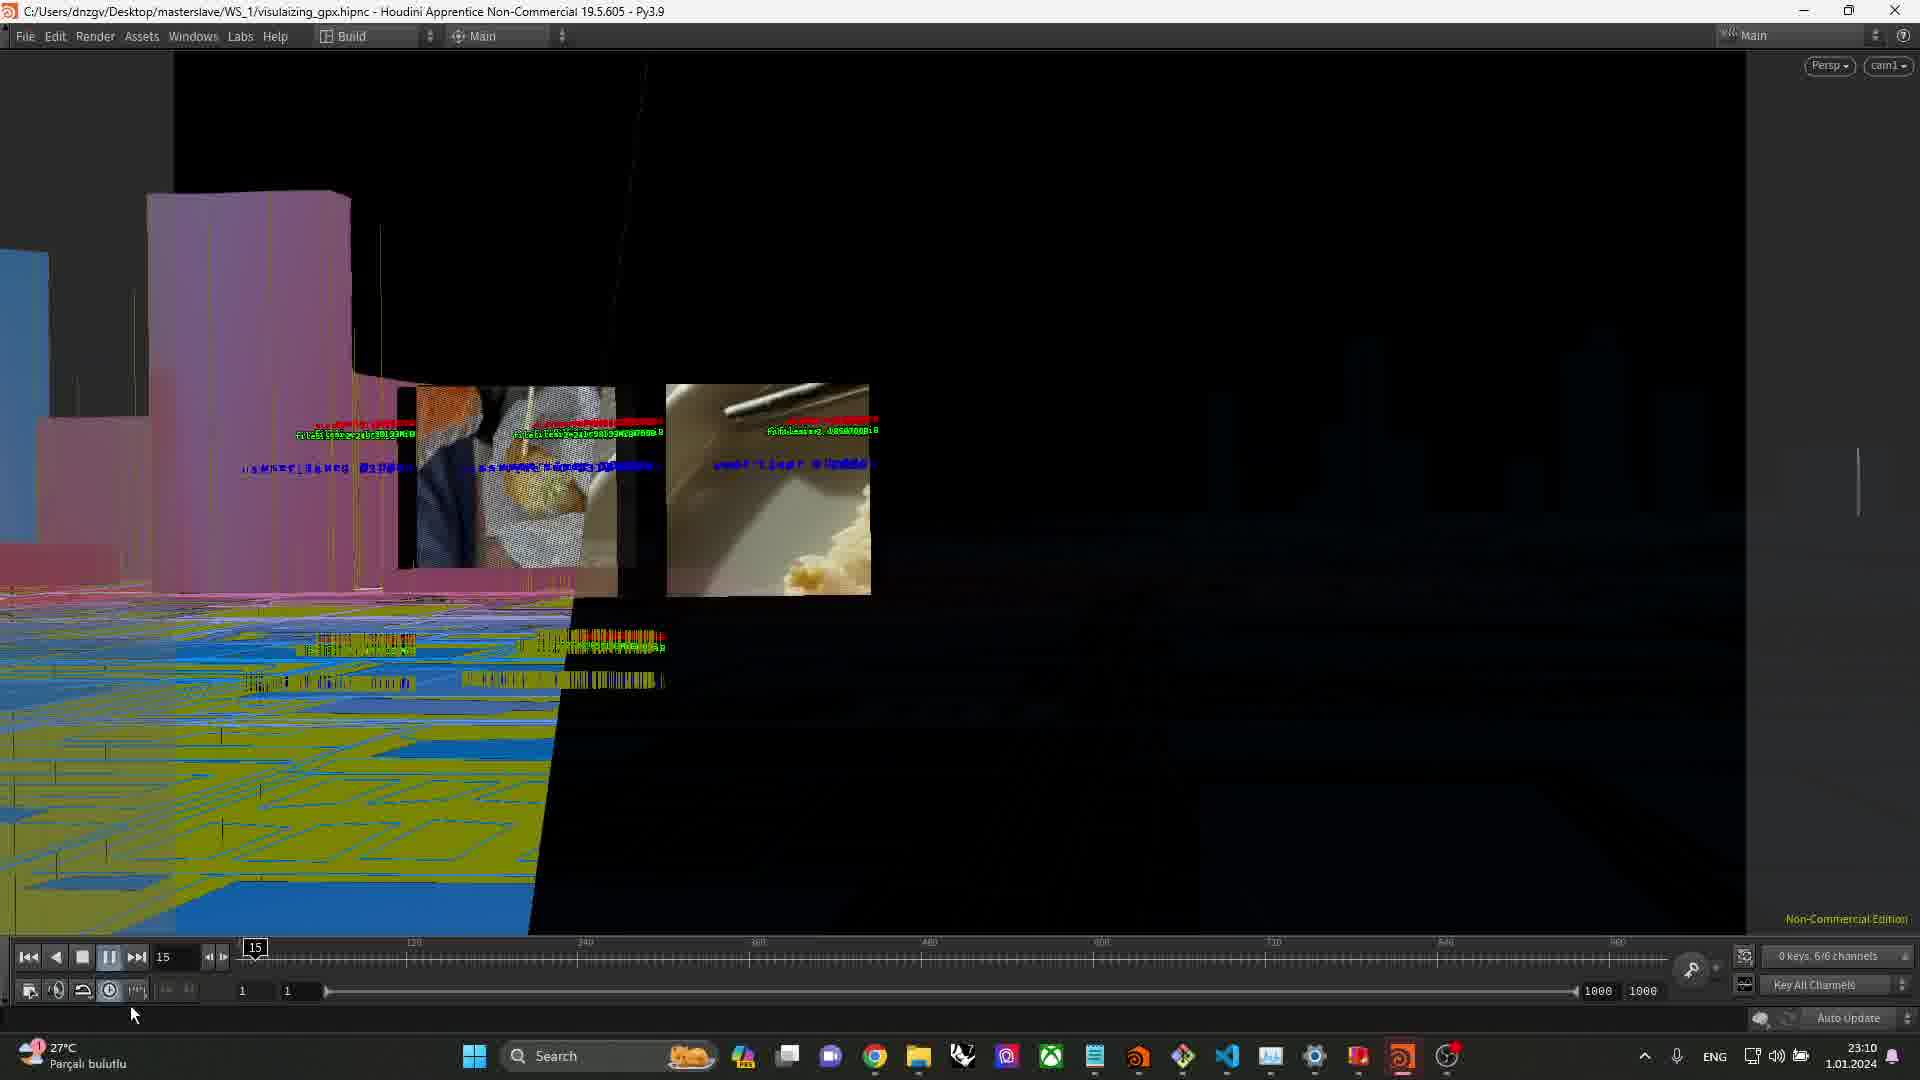 C:/Users/dnzgv/Desktop/masterslave/WS_1/visulaizing_gpx.hipnc - Houdini Apprentice Non-Commercial 19.5.605 - Py3.9
File Edit Render Assets Windows Labs Help Build Main Main
Persp cam1
Non-Commercial Edition
15 15 120 240 360 480 600 720 840 960 0 keys, 6/6 channels
1 1 1000 1000 Key All Channels
Auto Update
27°C
Parçalı bulutlu
Search
ENG
23:10
1.01.2024